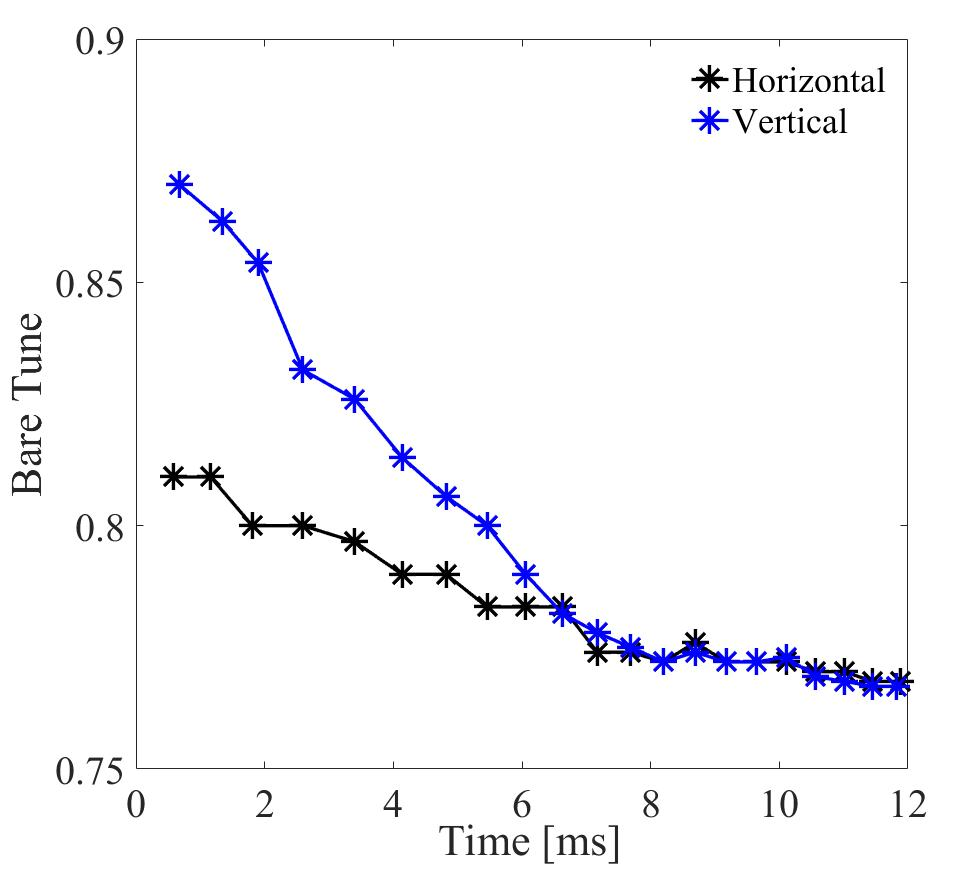 0.9
0.85
0.8
0.75
Bare Tune
Horizontal
Vertical
0 2 4 6 8 10 12
Time [ms]